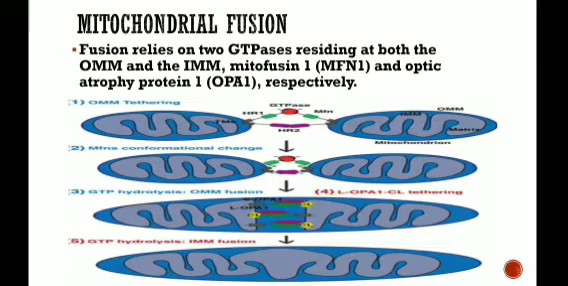 MITOCHONDRIAL FUSION
Fusion relies on two GTPases residing at both the
OMM and the IMM, mitofusin 1 (MFN1) and optic
atrophy protein 1 (OPA1), respectively.
(1) OMM Tethering
GTPase
HR1
Mfn
TMs
HR2
OMM
IMM
Matrix
Mitochondrion
(2) Mfns conformational change
(3) GTP hydrolysis: OMM fusion
(4) L-OPA1-CL tethering
L-OPA1
(5) GTP hydrolysis: IMM fusion